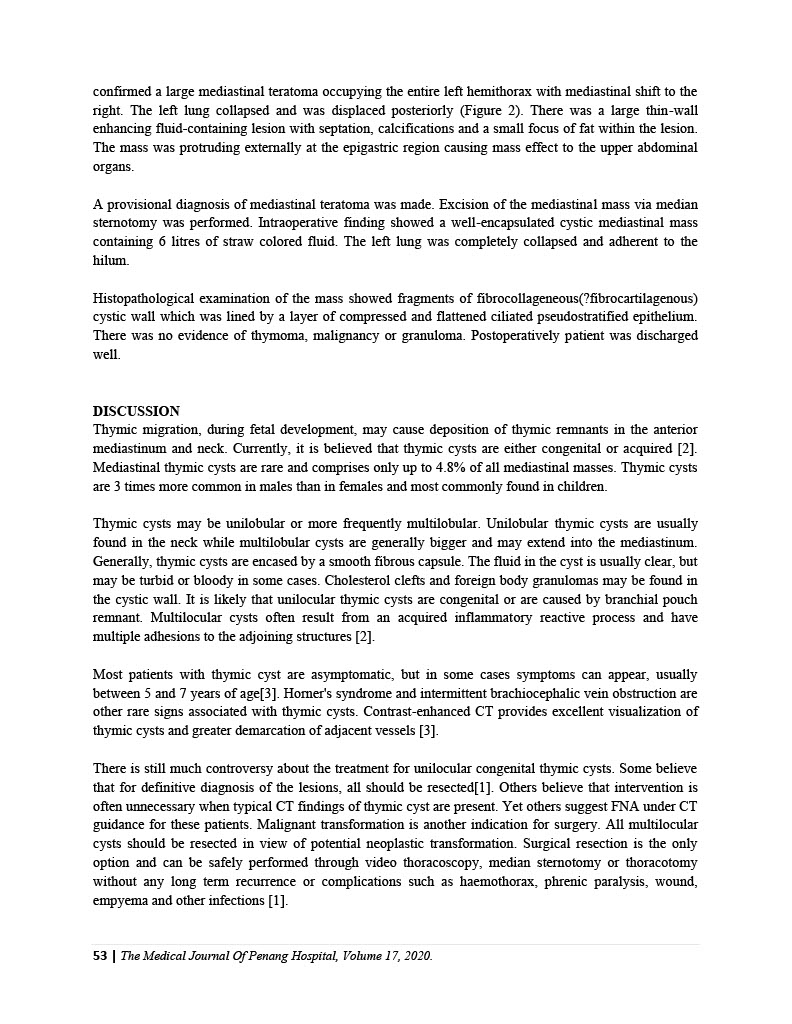 confirmed a large mediastinal teratoma occupying the entire left hemithorax with mediastinal shift to the
right. The left lung collapsed and was displaced posteriorly (Figure 2). There was a large thin-wall
enhancing fluid-containing lesion with septation, calcifications and a small focus of fat within the lesion.
The mass was protruding externally at the epigastric region causing mass effect to the upper abdominal
organs.

A provisional diagnosis of mediastinal teratoma was made. Excision of the mediastinal mass via median
sternotomy was performed. Intraoperative finding showed a well-encapsulated cystic mediastinal mass
containing 6 litres of straw colored fluid. The left lung was completely collapsed and adherent to the
hilum.

Histopathological examination of the mass showed fragments of fibrocollageneous(?fibrocartilagenous)
cystic wall which was lined by a layer of compressed and flattened ciliated pseudostratified epithelium.
There was no evidence of thymoma, malignancy or granuloma. Postoperatively patient was discharged
well.

DISCUSSION
Thymic migration, during fetal development, may cause deposition of thymic remnants in the anterior
mediastinum and neck. Currently, it is believed that thymic cysts are either congenital or acquired [2].
Mediastinal thymic cysts are rare and comprises only up to 4.8% of all mediastinal masses. Thymic cysts
are 3 times more common in males than in females and most commonly found in children.

Thymic cysts may be unilobular or more frequently multilobular. Unilobular thymic cysts are usually
found in the neck while multilobular cysts are generally bigger and may extend into the mediastinum.
Generally, thymic cysts are encased by a smooth fibrous capsule. The fluid in the cyst is usually clear, but
may be turbid or bloody in some cases. Cholesterol clefts and foreign body granulomas may be found in
the cystic wall. It is likely that unilocular thymic cysts are congenital or are caused by branchial pouch
remnant. Multilocular cysts often result from an acquired inflammatory reactive process and have
multiple adhesions to the adjoining structures [2].

Most patients with thymic cyst are asymptomatic, but in some cases symptoms can appear, usually
between 5 and 7 years of age[3]. Horner's syndrome and intermittent brachiocephalic vein obstruction are
other rare signs associated with thymic cysts. Contrast-enhanced CT provides excellent visualization of
thymic cysts and greater demarcation of adjacent vessels [3].

There is still much controversy about the treatment for unilocular congenital thymic cysts. Some believe
that for definitive diagnosis of the lesions, all should be resected[1]. Others believe that intervention is
often unnecessary when typical CT findings of thymic cyst are present. Yet others suggest FNA under CT
guidance for these patients. Malignant transformation is another indication for surgery. All multilocular
cysts should be resected in view of potential neoplastic transformation. Surgical resection is the only
option and can be safely performed through video thoracoscopy, median sternotomy or thoracotomy
without any long term recurrence or complications such as haemothorax, phrenic paralysis, wound,
empyema and other infections [1].

53 | The Medical Journal Of Penang Hospital, Volume 17, 2020.